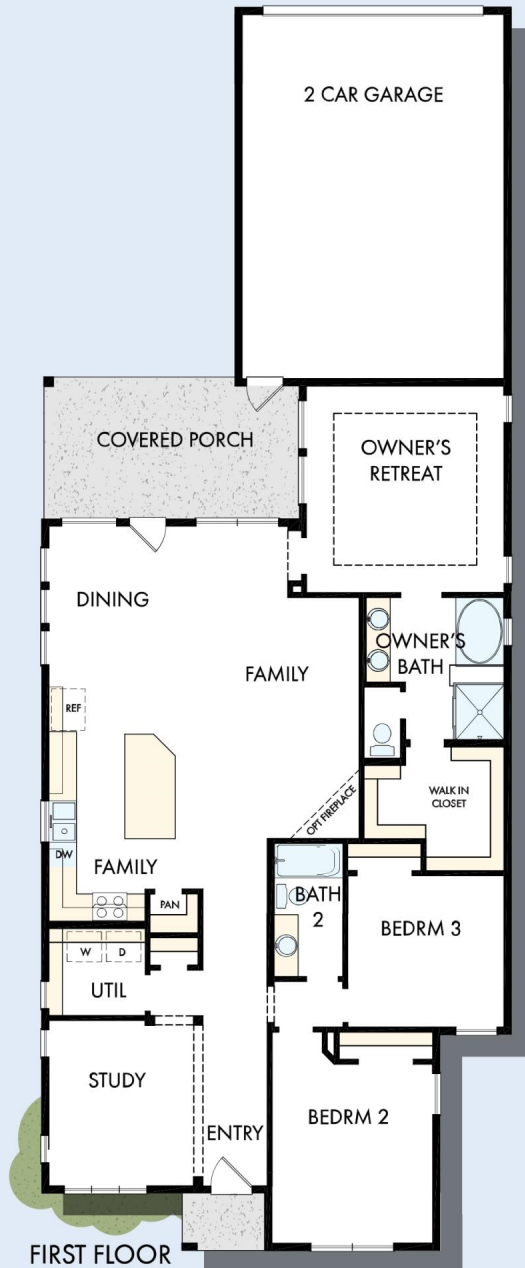 2 CAR GARAGE
COVERED PORCH
OWNER'S
RETREAT
DINING
OWNER'S
BATH
FAMILY
REF
WALK IN
CLOSET
OPT FIREPLACE
DW
FAMILY
PAN
BATH
2
BEDRM 3
W
D
UTIL
STUDY
BEDRM 2
ENTRY
FIRST FLOOR